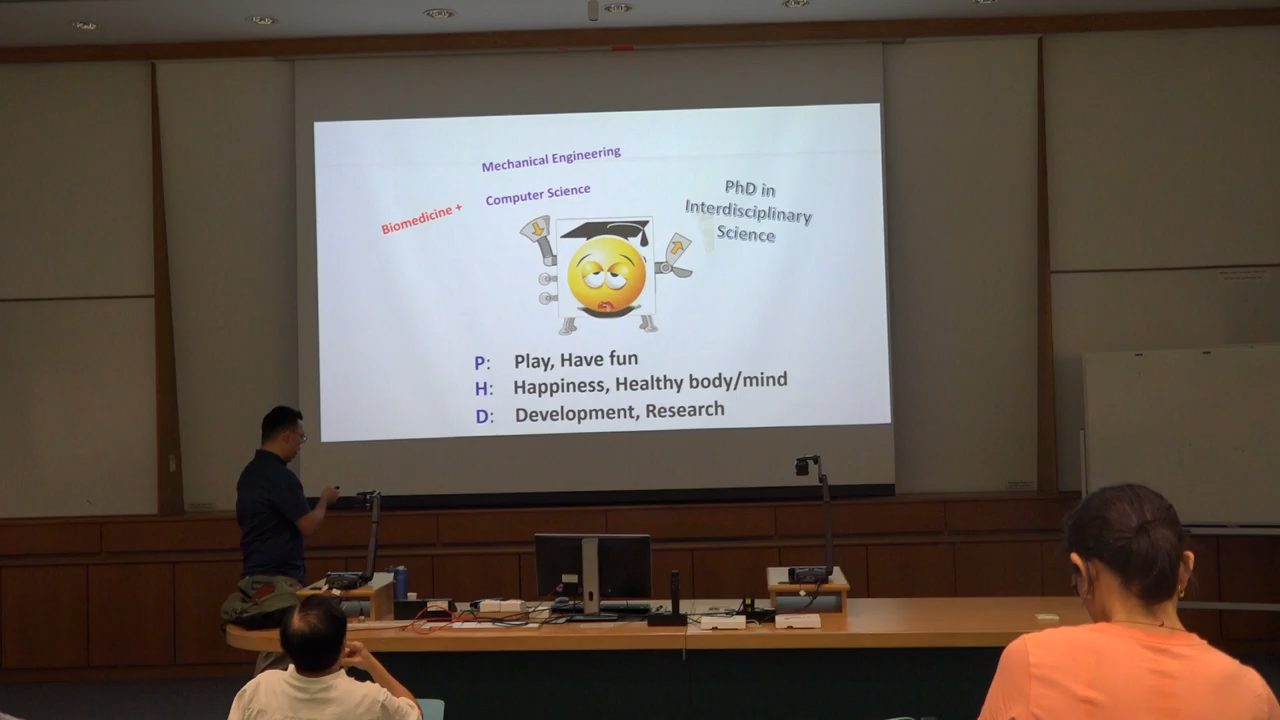 Mechanical Engineering
Computer Science
Biomedicine +
PhD in
Interdisciplinary
Science
P: Play, Have fun
H: Happiness, Healthy body/mind
D: Development, Research